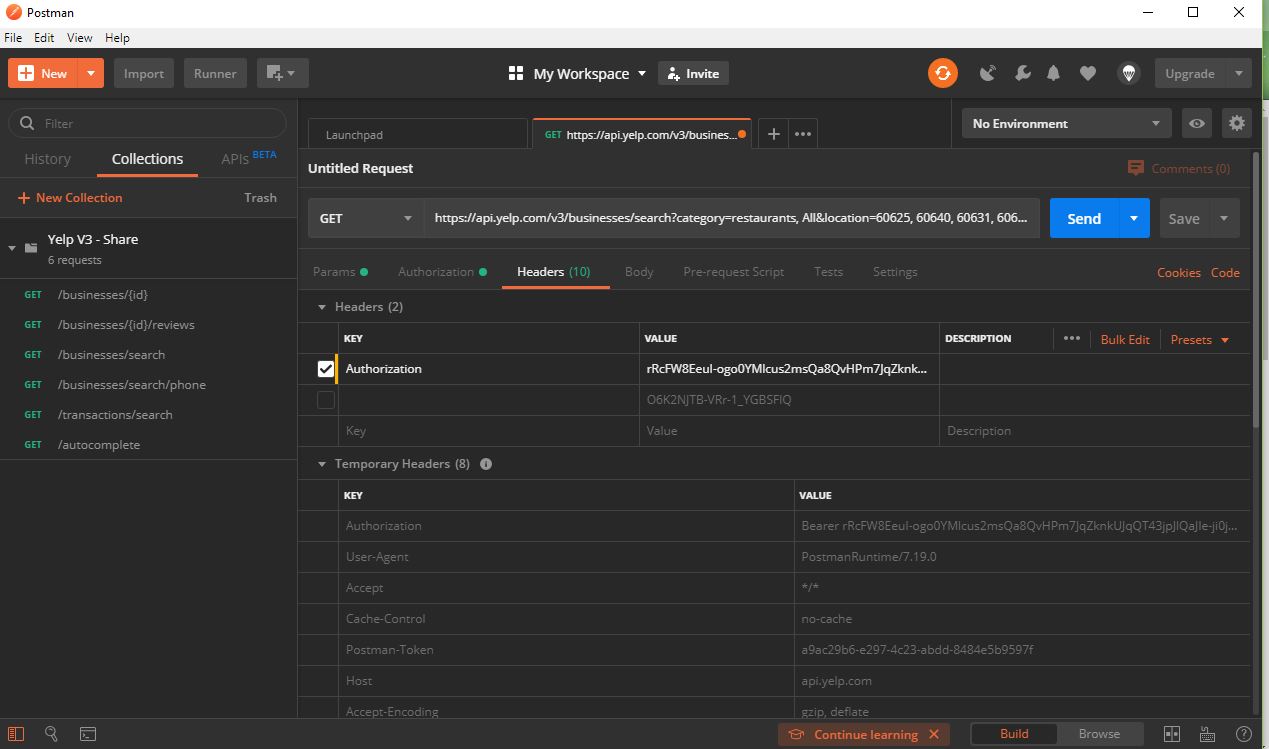 Postman
File Edit View Help
New Import Runner My Workspace Invite Upgrade
Filter
History Collections APIs BETA
New Collection Trash
Yelp V3 - Share
6 requests
GET /businesses/{id}
GET /businesses/{id}/reviews
GET /businesses/search
GET /businesses/search/phone
GET /transactions/search
GET /autocomplete
Launchpad GET https://api.yelp.com/v3/busines... No Environment
Untitled Request Comments (0)
GET https://api.yelp.com/v3/businesses/search?category=restaurants, All&location=60625, 60640, 60631, 606... Send Save
Params Authorization Headers (10) Body Pre-request Script Tests Settings Cookies Code
Headers (2)
KEY VALUE DESCRIPTION ••• Bulk Edit Presets
Authorization rRcFW8Eeul-ogo0YMlcus2msQa8QvHPm7JqZknk...
O6K2NJTB-VRr-1_YGBSFIQ
Key Value Description
Temporary Headers (8)
KEY VALUE
Authorization Bearer rRcFW8Eeul-ogo0YMlcus2msQa8QvHPm7JqZknkUJqQT43jpJlQaJle-ji0j...
User-Agent PostmanRuntime/7.19.0
Accept */*
Cache-Control no-cache
Postman-Token a9ac29b6-e297-4c23-abdd-8484e5b9597f
Host api.yelp.com
Accept-Encoding gzip, deflate
Continue learning Build Browse